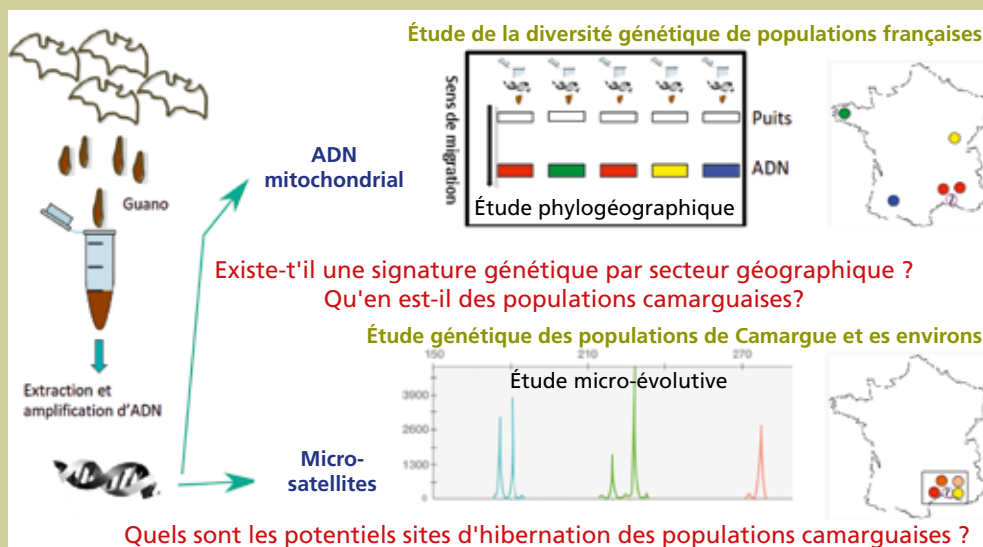 Étude de la diversité génétique de populations françaises
Sens de migration
Puits
ADN
Étude phylogéographique
ADN
mitochondrial
Guano
Existe-t'il une signature génétique par secteur géographique ?
Qu'en est-il des populations camarguaises?
Étude génétique des populations de Camargue et es environs
150
210
270
Étude micro-évolutive
3900
2600
1300
0
Extraction et
amplification d'ADN
Micro-
satellites
?
Quels sont les potentiels sites d'hibernation des populations camarguaises ?